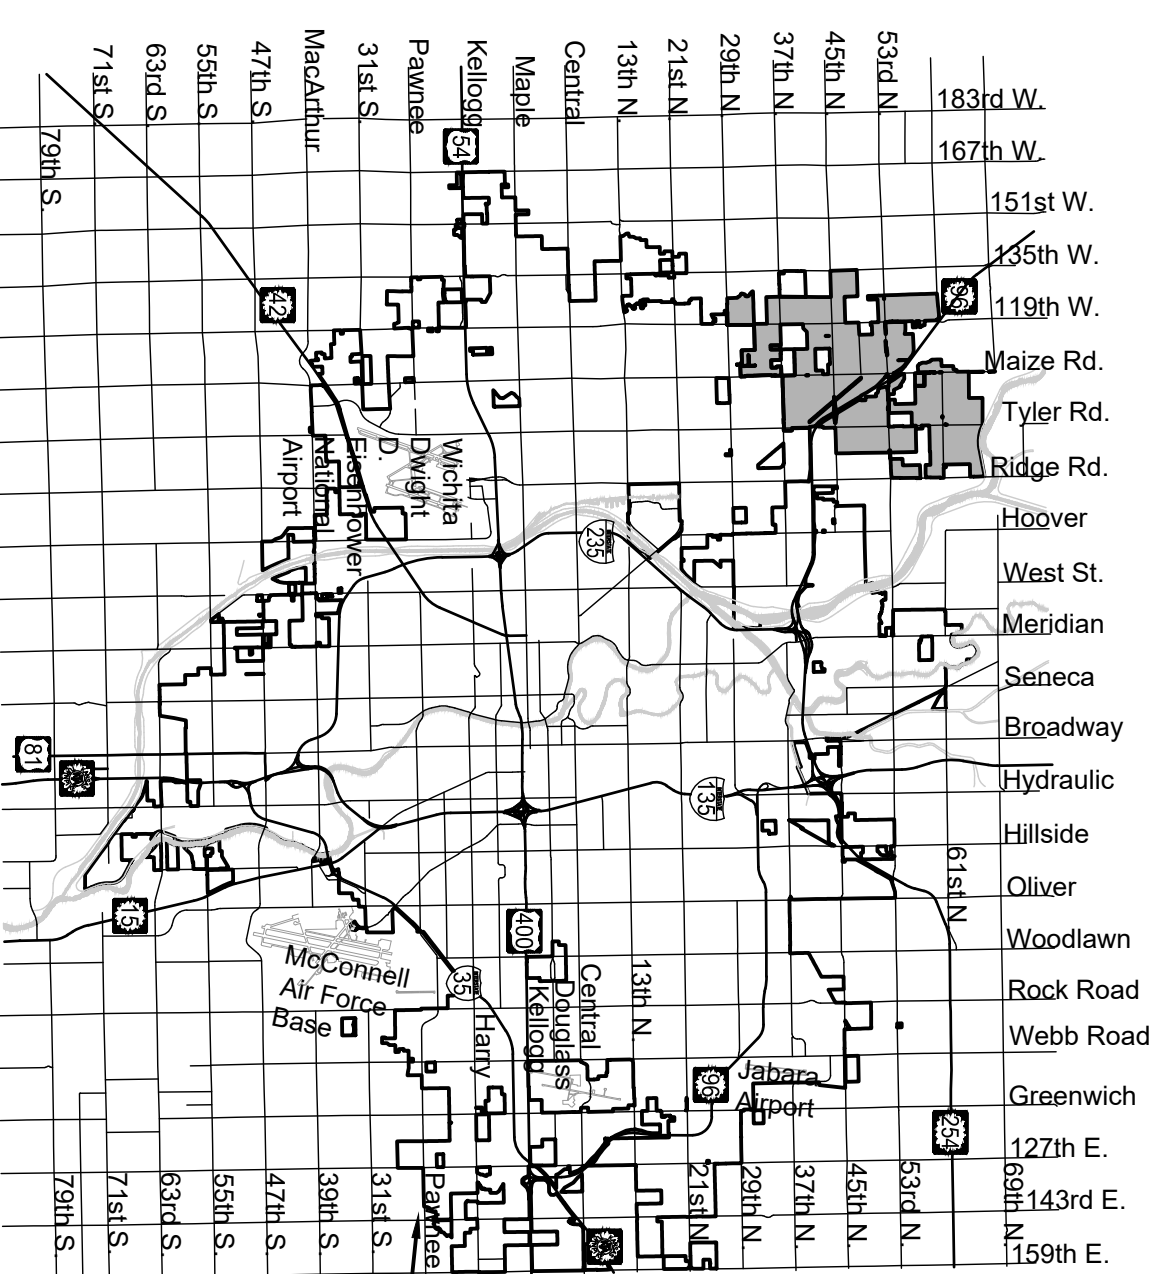 71st S.
63rd S.
55th S.
47th S.
MacArthur
31st S.
Pawnee
Kellogg
Maple
Central
13th N.
21st N.
29th N.
37th N.
45th N.
53rd N.
79th S.
183rd W.
167th W.
151st W.
135th W.
119th W.
Maize Rd.
Tyler Rd.
Ridge Rd.
Hoover
West St.
Meridian
Seneca
Broadway
Hydraulic
Hillside
Oliver
Woodlawn
Rock Road
Webb Road
Greenwich
127th E.
143rd E.
159th E.
54
42
96
235
Wichita
Dwight
D.
Eisenhower
National
Airport
81
135
15
400
35
61st N.
McConnell
Air Force
Base
Harry
Kellogg
Douglass
Central
13th N.
96
Jabara
Airport
254
79th S.
71st S.
63rd S.
55th S.
47th S.
39th S.
31st S.
Pawnee
21st N.
29th N.
37th N.
45th N.
53rd N.
69th N.